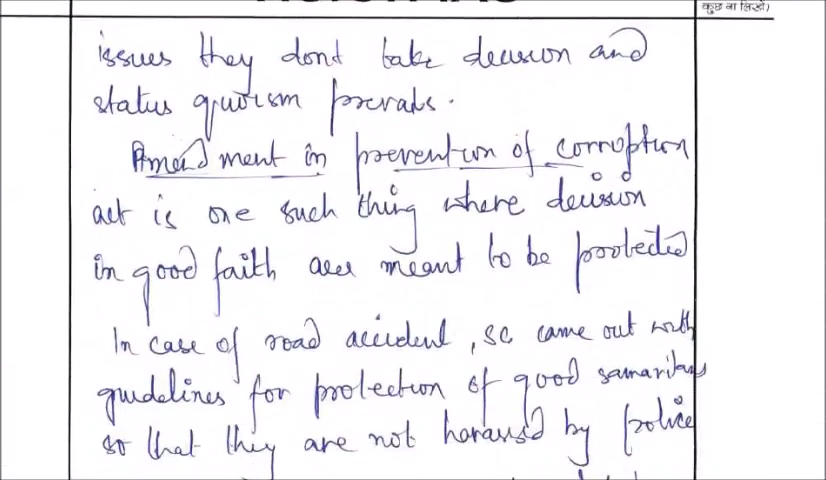 कुछ ना लिखें)
issues they dont take decision and
status quoism prevails.
Amendment in prevention of corruption
act is one such thing where decision
in good faith are meant to be protected
In case of road accident, SC came out with
guidelines for protection of good samaritans
so that they are not harassed by police